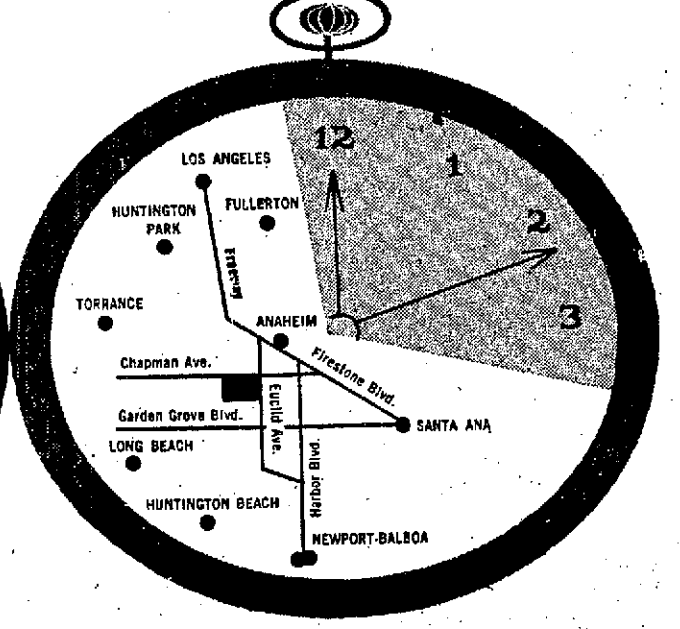 12
1
LOS ANGELES
2
FULLERTON
HUNTINGTON
PARK
Freeway
3
TORRANCE
ANAHEIM
Firestone Blvd.
Chapman Ave.
Euclid Ave.
Garden Grove Blvd.
SANTA ANA
LONG BEACH
Harbor Blvd.
HUNTINGTON BEACH
NEWPORT-BALBOA